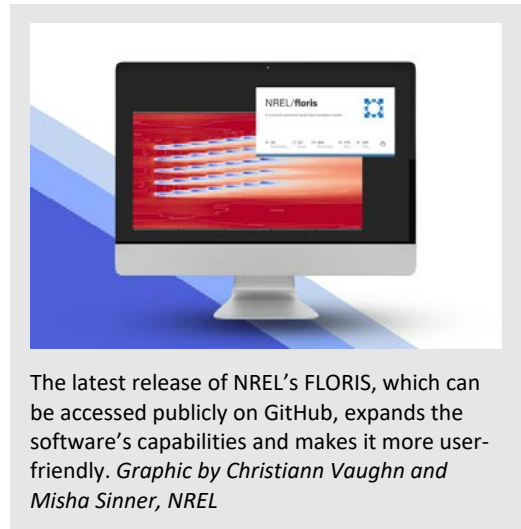 NREL/floris
The latest release of NREL's FLORIS, which can
be accessed publicly on GitHub, expands the
software's capabilities and makes it more user-
friendly. Graphic by Christiann Vaughn and
Misha Sinner, NREL